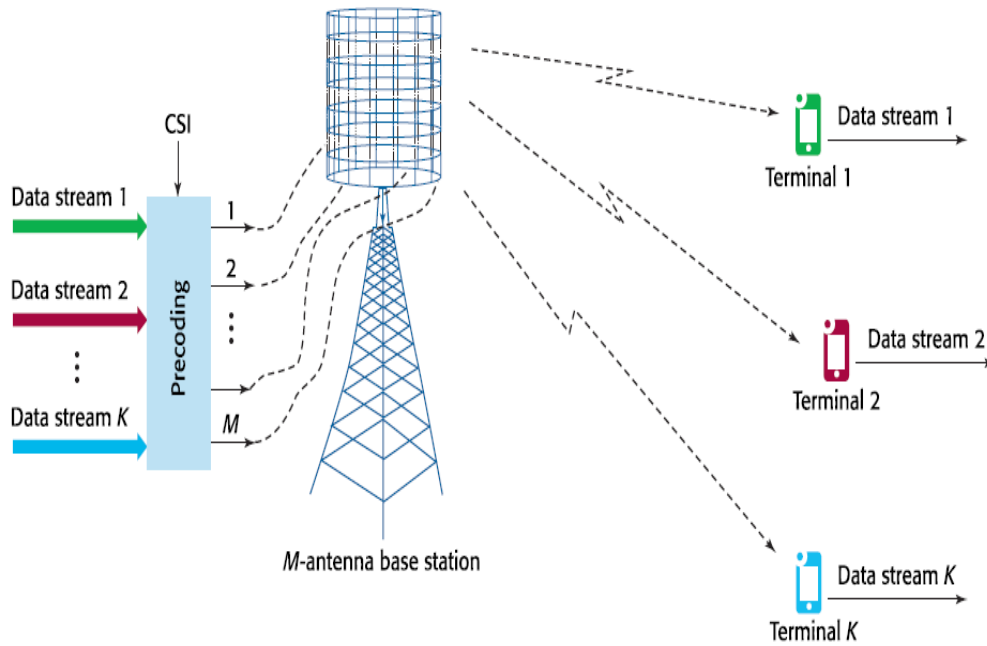 CSI
Data stream 1
Data stream 2
Data stream K
Precoding
1
2
M
M-antenna base station
Data stream 1
Terminal 1
Data stream 2
Terminal 2
Data stream K
Terminal K